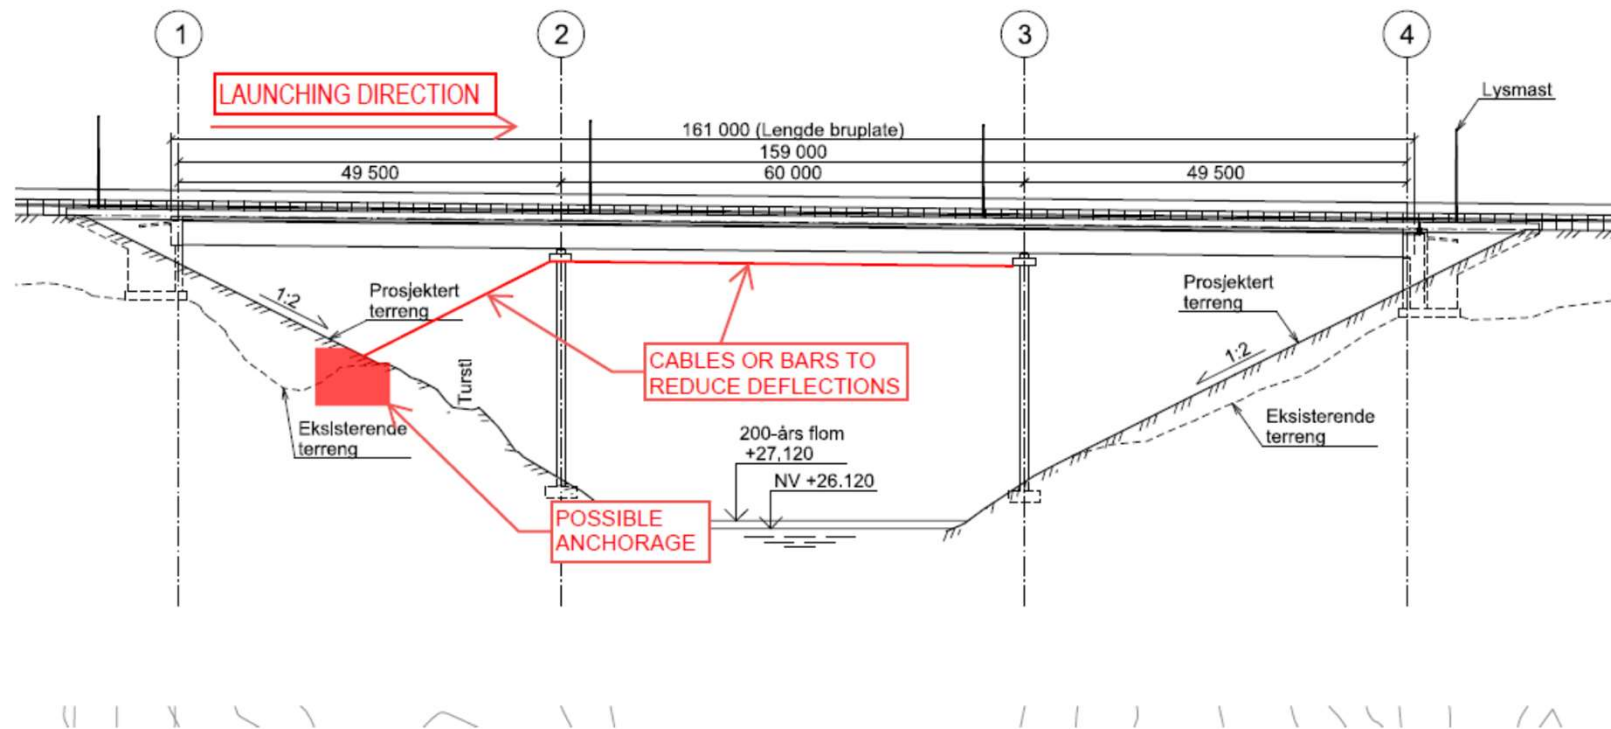 1
2
3
4
LAUNCHING DIRECTION
Lysmast
161 000 (Lengde bruplate)
159 000
49 500
60 000
49 500
1:2
Prosjektert
terreng
Prosjektert
terreng
1:2
CABLES OR BARS TO
REDUCE DEFLECTIONS
Tursti
Eksisterende
terreng
200-års flom
+27,120
NV +26.120
Eksisterende
terreng
POSSIBLE
ANCHORAGE